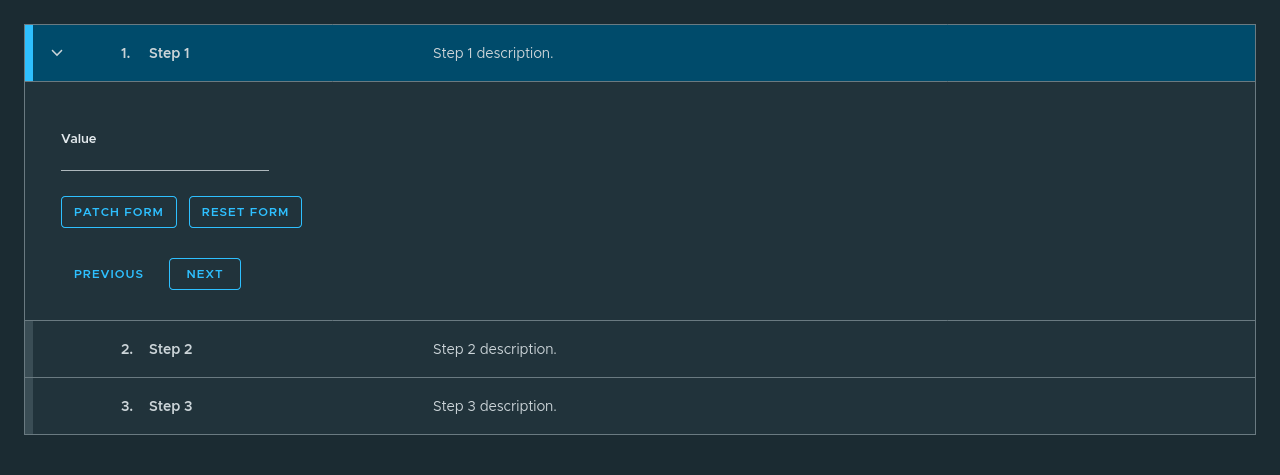 1. Step 1 Step 1 description.
Value
PATCH FORM RESET FORM
PREVIOUS NEXT
2. Step 2 Step 2 description.
3. Step 3 Step 3 description.